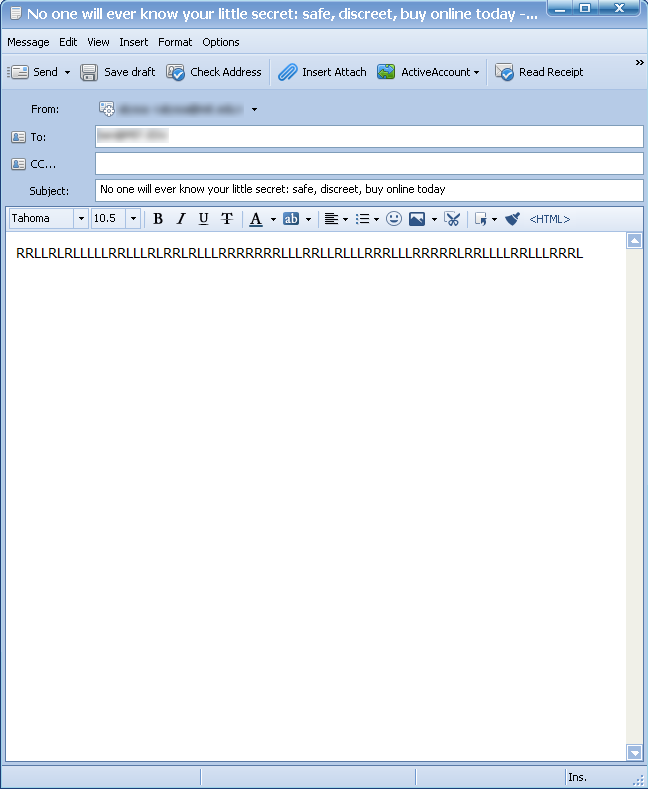 No one will ever know your little secret: safe, discreet, buy online today -...
Message Edit View Insert Format Options
Send Save draft Check Address Insert Attach ActiveAccount Read Receipt »
From:
To:
CC...
Subject: No one will ever know your little secret: safe, discreet, buy online today
Tahoma 10.5 B I U T A ab <HTML>
RRLLRLRLLLLLRRLLLRLRRLRLLLRRRRRRRLLLRRLLRLLLRRRLLLRRRRRLRRLLLLRRLLLRRRL
Ins.